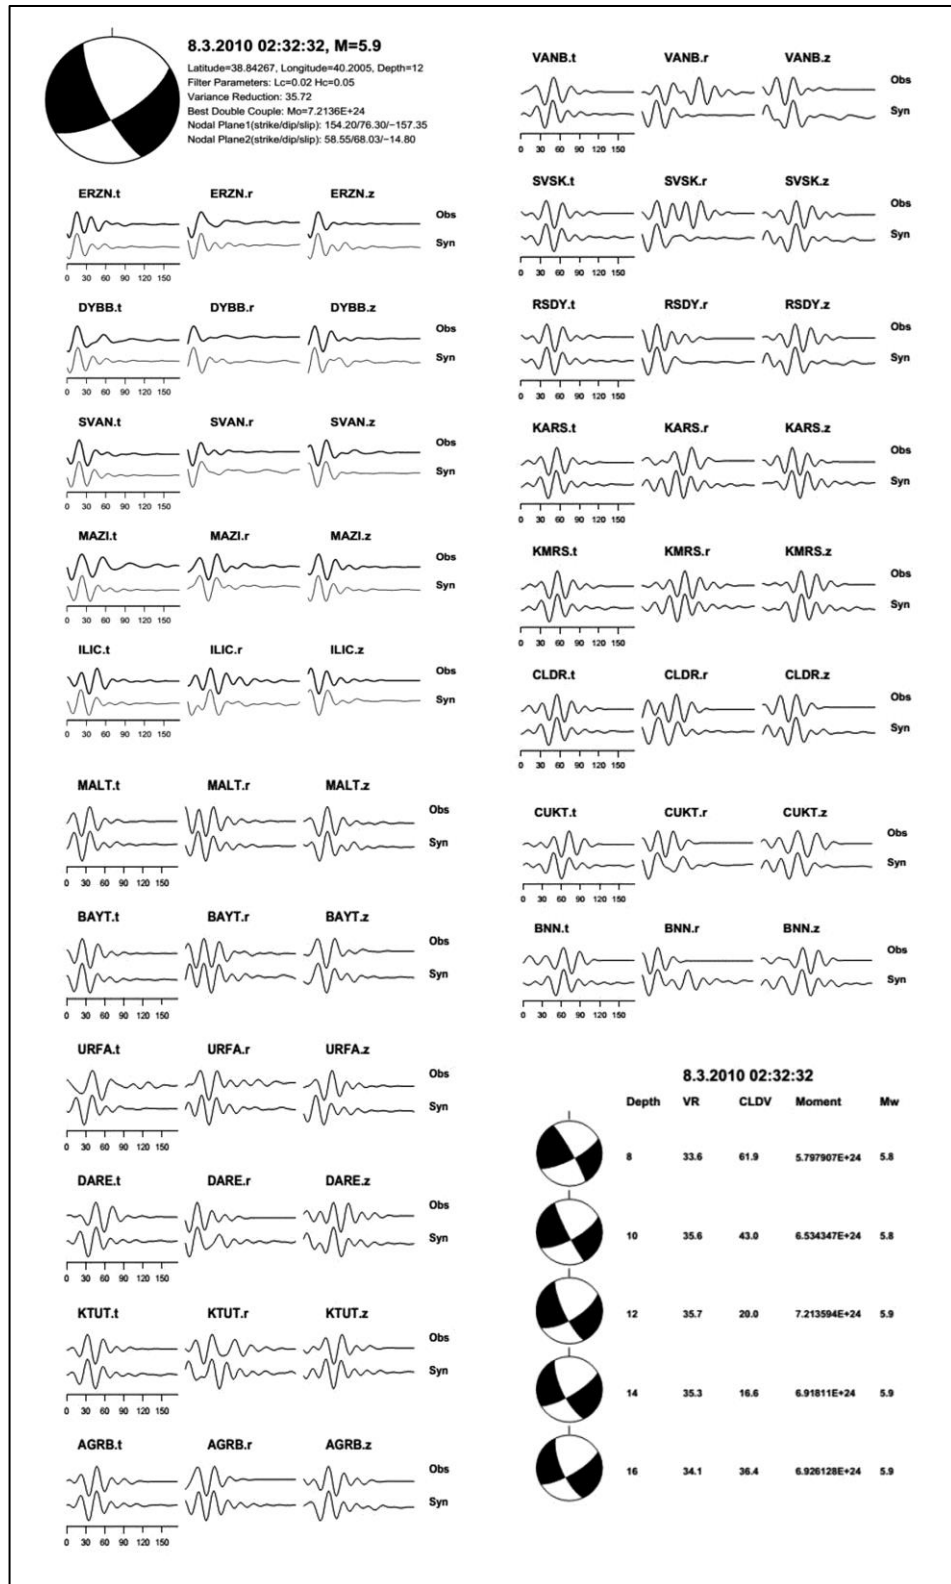 8.3.2010 02:32:32, M=5.9
Latitude=38.84267, Longitude=40.2005, Depth=12
Filter Parameters: Lc=0.02 Hc=0.05
Variance Reduction: 35.72
Best Double Couple: Mo=7.2136E+24
Nodal Plane1(strike/dip/slip): 154.20/76.30/−157.35
Nodal Plane2(strike/dip/slip): 58.55/68.03/−14.80
ERZN.t ERZN.r ERZN.z
Obs
Syn
0 30 60 90 120 150
DYBB.t DYBB.r DYBB.z
Obs
Syn
0 30 60 90 120 150
SVAN.t SVAN.r SVAN.z
Obs
Syn
0 30 60 90 120 150
MAZI.t MAZI.r MAZI.z
Obs
Syn
0 30 60 90 120 150
ILIC.t ILIC.r ILIC.z
Obs
Syn
0 30 60 90 120 150
MALT.t MALT.r MALT.z
Obs
Syn
0 30 60 90 120 150
BAYT.t BAYT.r BAYT.z
Obs
Syn
0 30 60 90 120 150
URFA.t URFA.r URFA.z
Obs
Syn
0 30 60 90 120 150
DARE.t DARE.r DARE.z
Obs
Syn
0 30 60 90 120 150
KTUT.t KTUT.r KTUT.z
Obs
Syn
0 30 60 90 120 150
AGRB.t AGRB.r AGRB.z
Obs
Syn
0 30 60 90 120 150
VANB.t VANB.r VANB.z
Obs
Syn
0 30 60 90 120 150
SVSK.t SVSK.r SVSK.z
Obs
Syn
0 30 60 90 120 150
RSDY.t RSDY.r RSDY.z
Obs
Syn
0 30 60 90 120 150
KARS.t KARS.r KARS.z
Obs
Syn
0 30 60 90 120 150
KMRS.t KMRS.r KMRS.z
Obs
Syn
0 30 60 90 120 150
CLDR.t CLDR.r CLDR.z
Obs
Syn
0 30 60 90 120 150
CUKT.t CUKT.r CUKT.z
Obs
Syn
0 30 60 90 120 150
BNN.t BNN.r BNN.z
Obs
Syn
0 30 60 90 120 150
8.3.2010 02:32:32
Depth VR CLDV Moment Mw
8 33.6 61.9 5.797907E+24 5.8
10 35.6 43.0 6.534347E+24 5.8
12 35.7 20.0 7.213594E+24 5.9
14 35.3 16.6 6.91811E+24 5.9
16 34.1 36.4 6.926128E+24 5.9